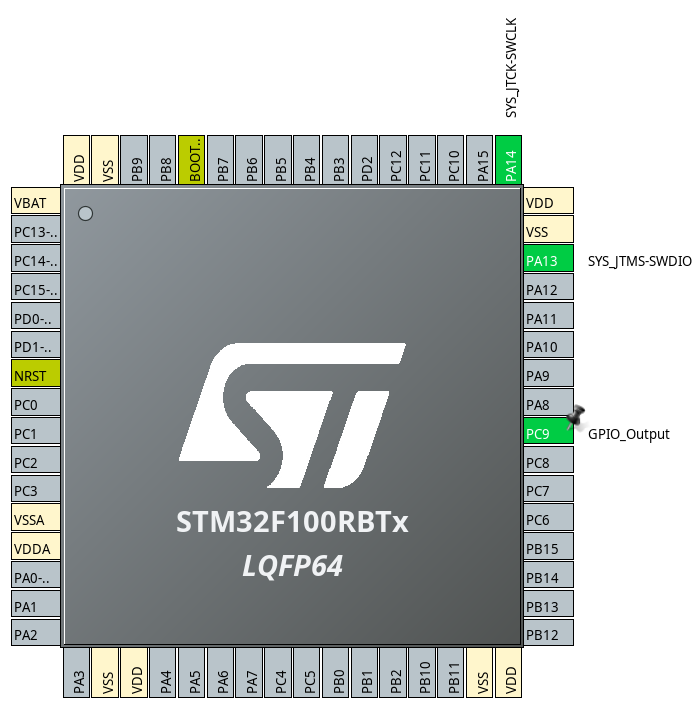 SYS_JTCK-SWCLK
VDD
VSS
PB9
PB8
BOOT..
PB7
PB6
PB5
PB4
PB3
PD2
PC12
PC11
PC10
PA15
PA14
VBAT
PC13-..
PC14-..
PC15-..
PD0-..
PD1-..
NRST
PC0
PC1
PC2
PC3
VSSA
VDDA
PA0-..
PA1
PA2
ST
STM32F100RBTx
LQFP64
VDD
VSS
PA13 SYS_JTMS-SWDIO
PA12
PA11
PA10
PA9
PA8
PC9 GPIO_Output
PC8
PC7
PC6
PB15
PB14
PB13
PB12
PA3
VSS
VDD
PA4
PA5
PA6
PA7
PC4
PC5
PB0
PB1
PB2
PB10
PB11
VSS
VDD